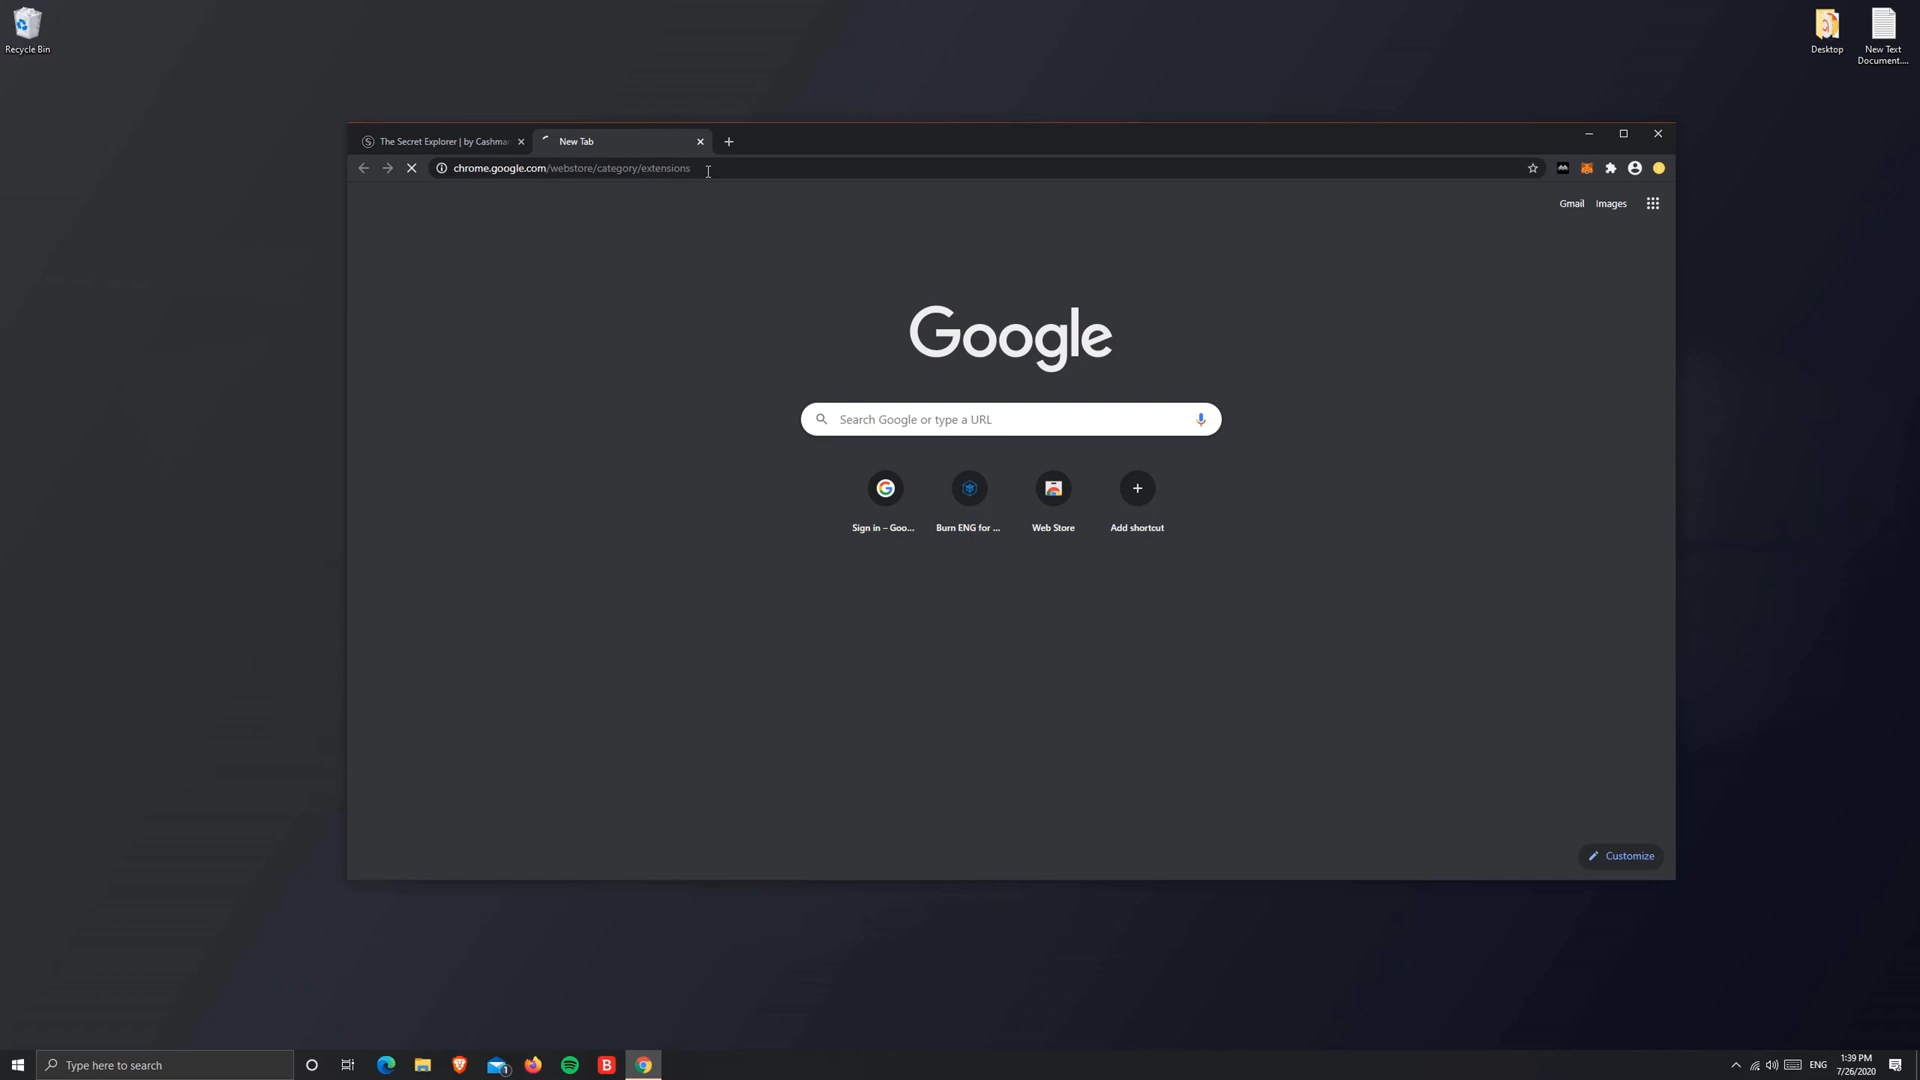 Recycle Bin
Desktop
New Text
Document....
The Secret Explorer | by Cashma
New Tab
chrome.google.com/webstore/category/extensions
Gmail
Images
Google
Search Google or type a URL
Sign in – Goo...
Burn ENG for ...
Web Store
Add shortcut
Customize
Type here to search
1
B
ENG
1:39 PM
7/26/2020